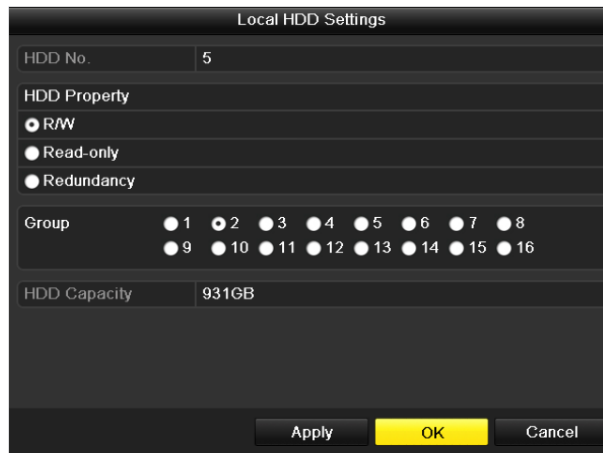 Local HDD Settings
HDD No. 5
HDD Property
R/W
Read-only
Redundancy
Group 1 2 3 4 5 6 7 8
9 10 11 12 13 14 15 16
HDD Capacity 931GB
Apply OK Cancel